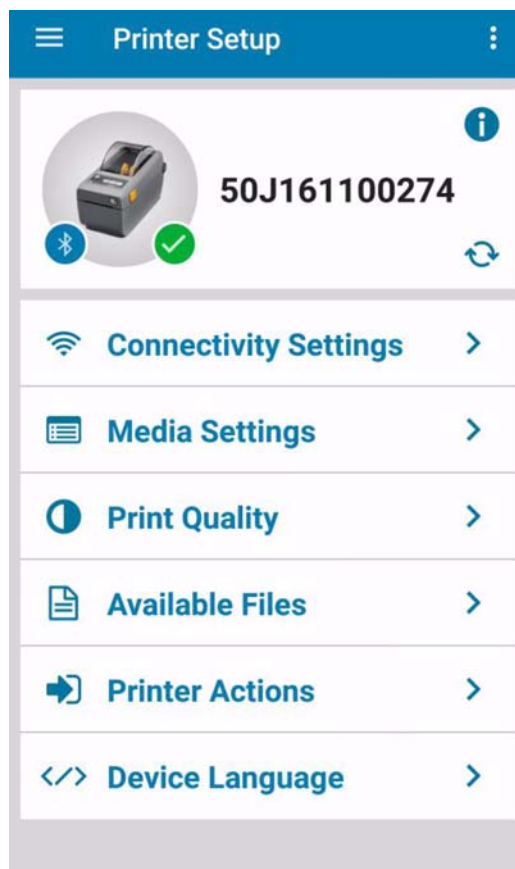 Printer Setup
50J161100274
Connectivity Settings
Media Settings
Print Quality
Available Files
Printer Actions
Device Language